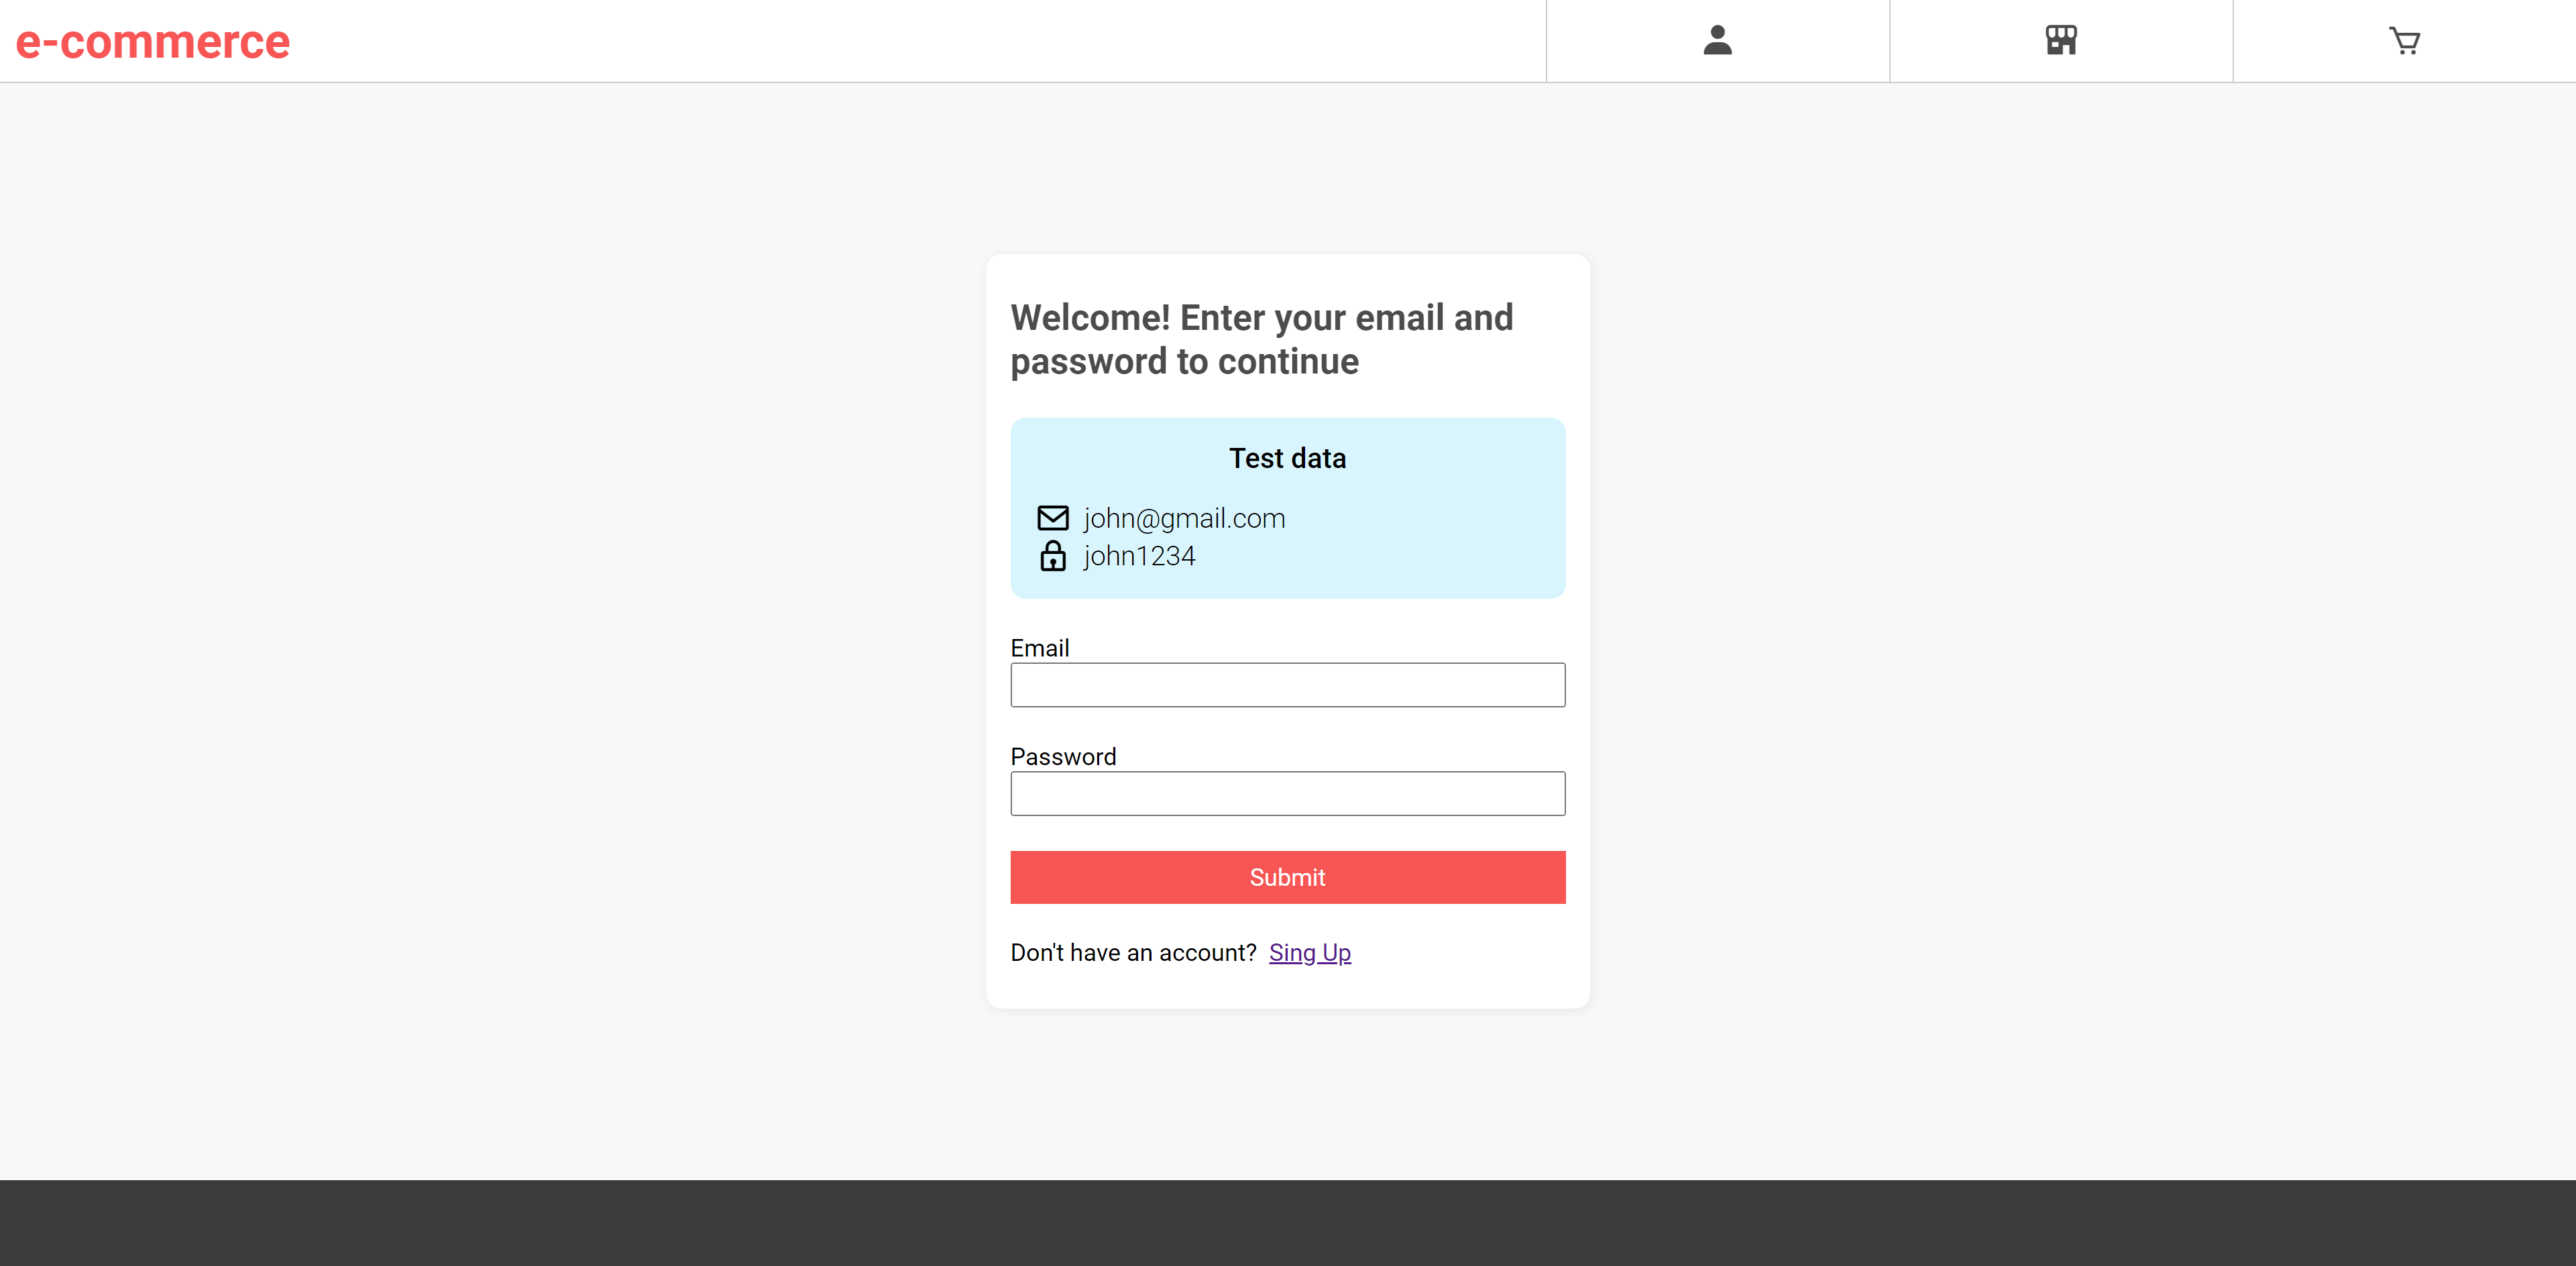 e-commerce
Welcome! Enter your email and
password to continue
Test data
john@gmail.com
john1234
Email
Password
Submit
Don't have an account? Sing Up